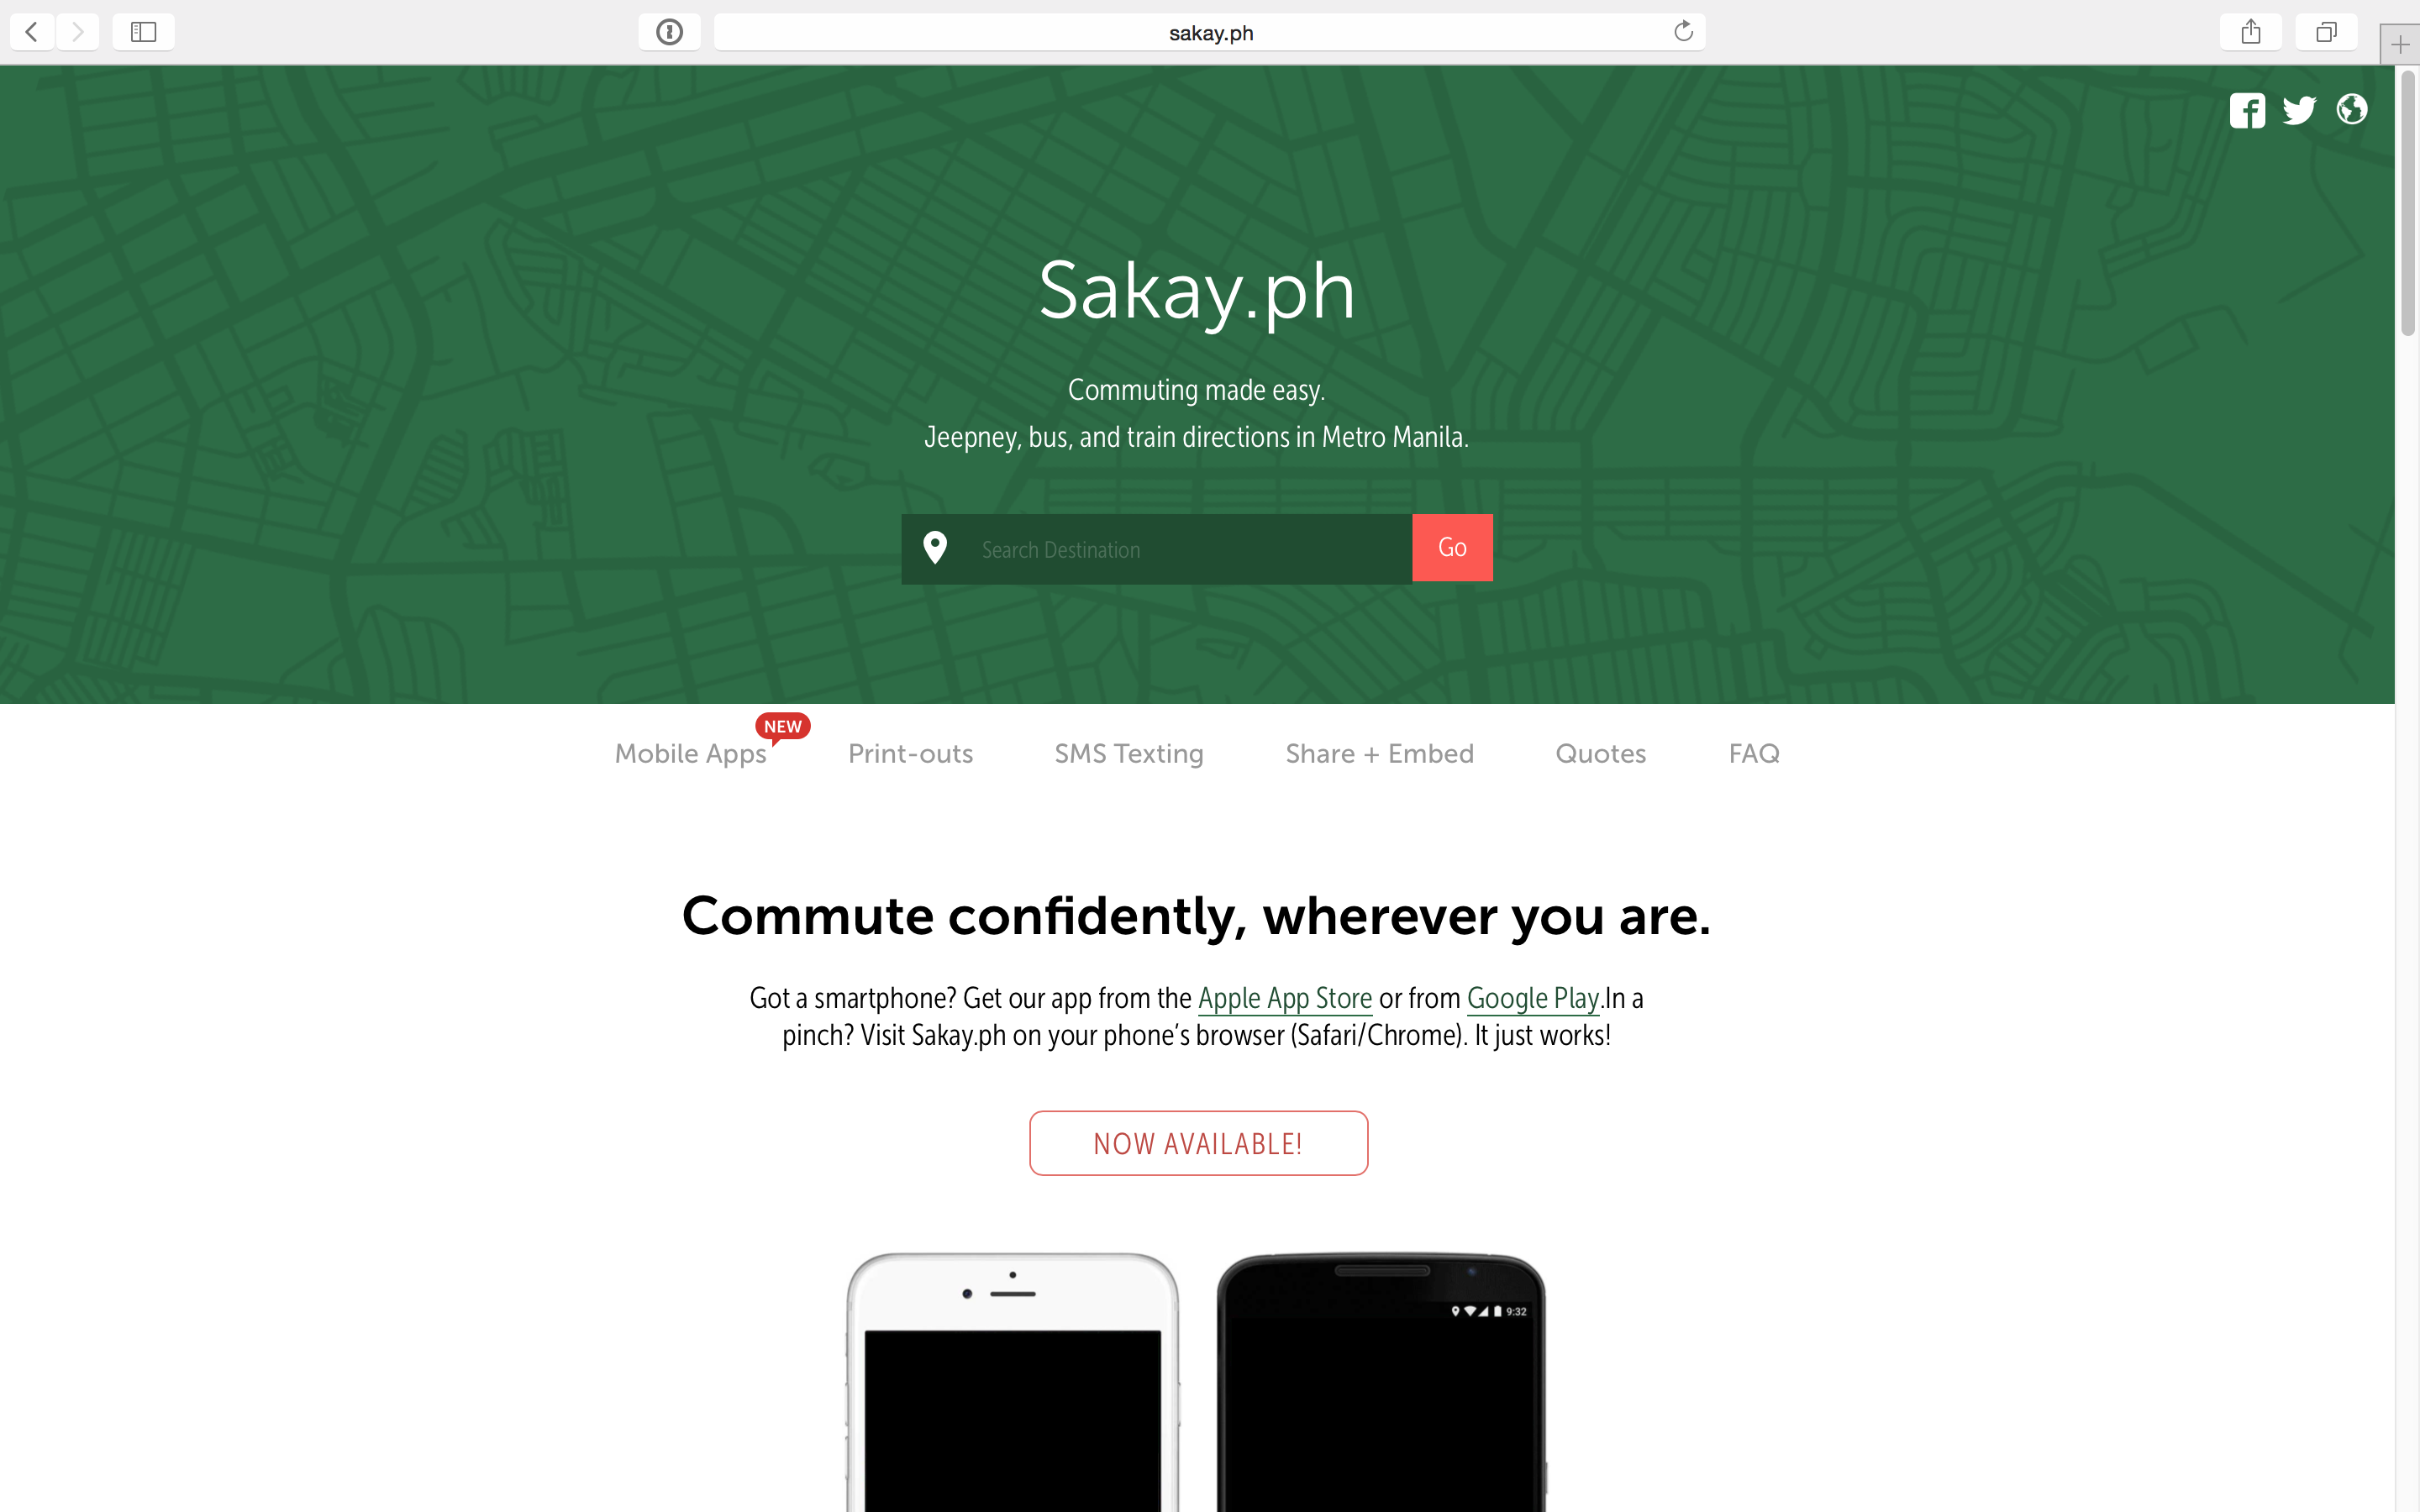 sakay.ph
Sakay.ph
Commuting made easy.
Jeepney, bus, and train directions in Metro Manila.
Search Destination
Go
NEW
Mobile Apps
Print-outs
SMS Texting
Share + Embed
Quotes
FAQ
Commute confidently, wherever you are.
Got a smartphone? Get our app from the Apple App Store or from Google Play.In a
pinch? Visit Sakay.ph on your phone's browser (Safari/Chrome). It just works!
NOW AVAILABLE!
9:32